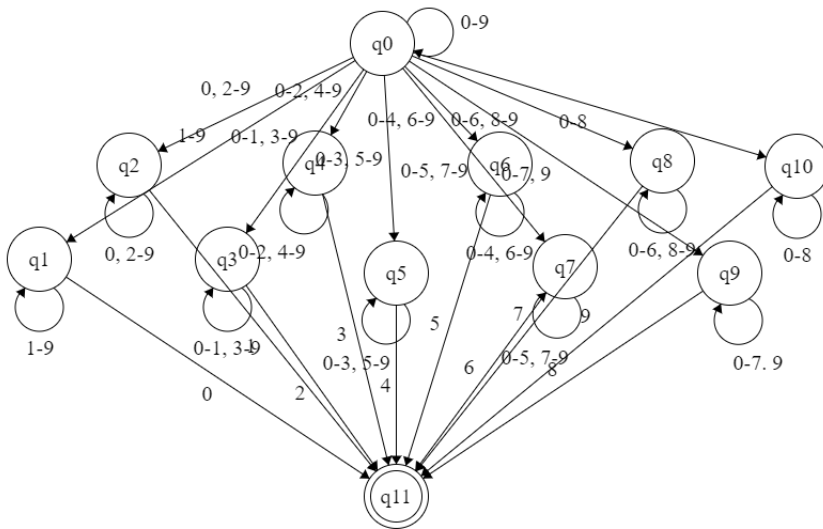 q0
0-9
0, 2-9
0-2, 4-9
0-4, 6-9
0-6, 8-9
0-8
1-9
0-1, 3-9
0-3, 5-9
0-5, 7-9
0-7, 9
q2
q4
q6
q8
q10
0, 2-9
0-2, 4-9
0-4, 6-9
0-6, 8-9
0-8
q1
q3
q5
q7
q9
1-9
0-1, 3-9
1
3
0-3, 5-9
5
7
0-5, 7-9
9
0-7. 9
0
2
4
6
8
q11